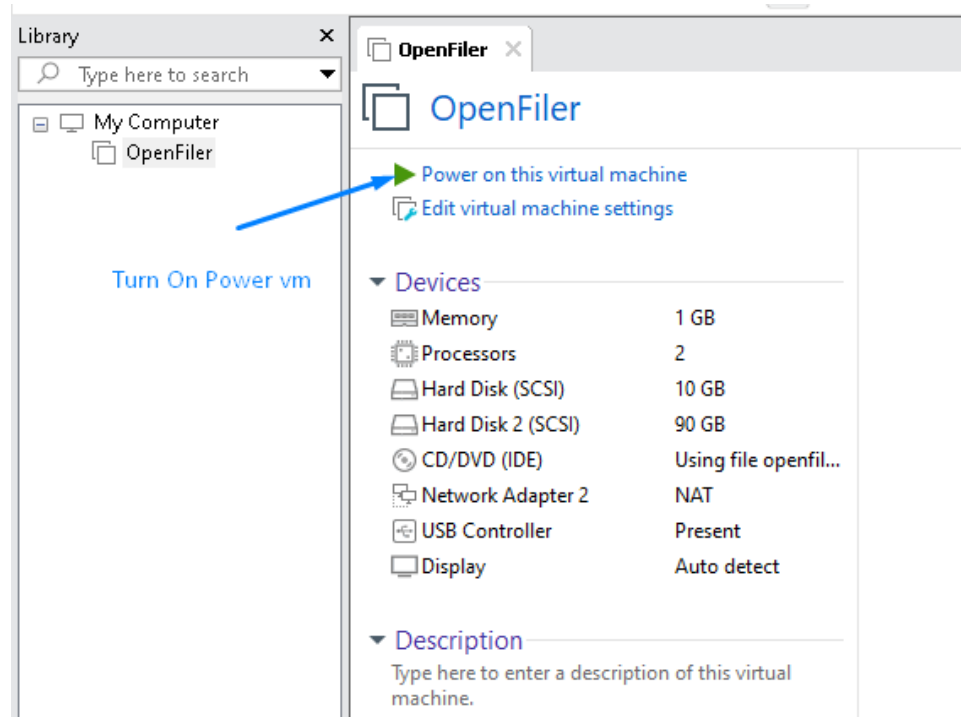 Library
Type here to search
My Computer
OpenFiler
Turn On Power vm
OpenFiler
OpenFiler
Power on this virtual machine
Edit virtual machine settings
Devices
Memory 1 GB
Processors 2
Hard Disk (SCSI) 10 GB
Hard Disk 2 (SCSI) 90 GB
CD/DVD (IDE) Using file openfil...
Network Adapter 2 NAT
USB Controller Present
Display Auto detect
Description
Type here to enter a description of this virtual
machine.